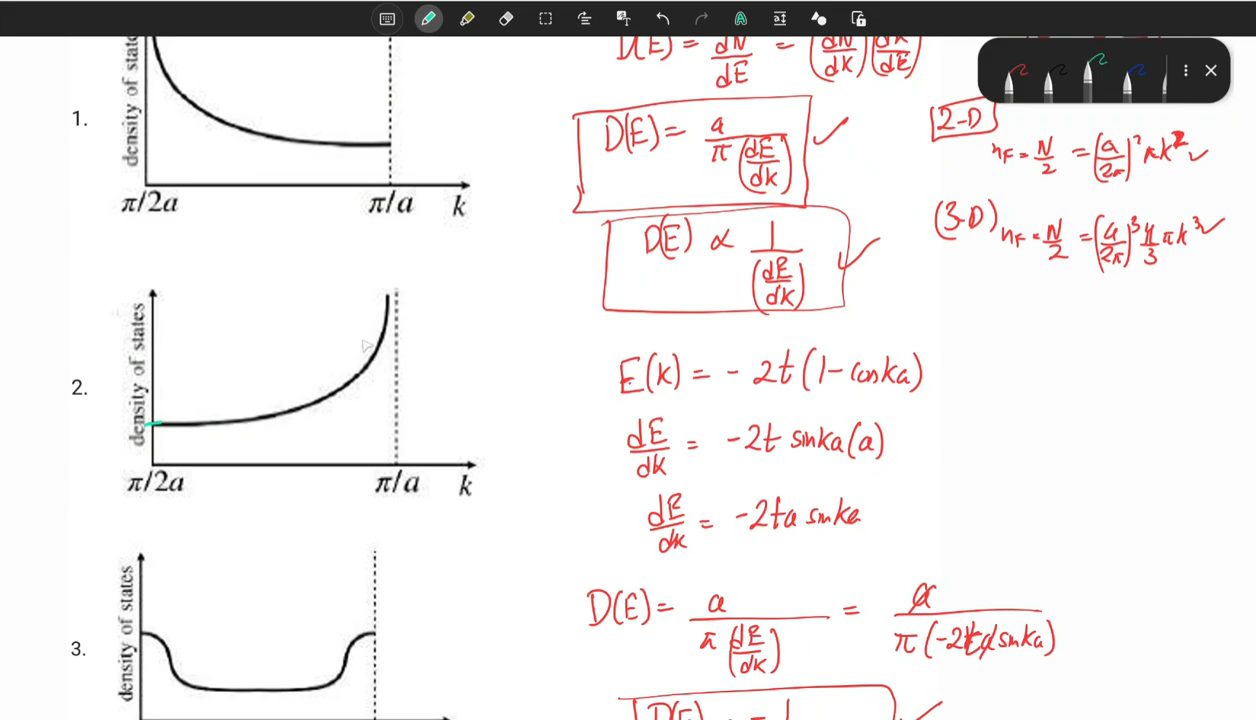 D(E) = dN/dE = (dN/dk)(dk/dE)
1.
density of state
π/2a
π/a
k
D(E) = a/π(dE/dk) ✓
D(E) ∝ 1/(dE/dk) ✓
2-D
n_F = N/2 = (a/2π)² πk² ✓
(3-D) n_F = N/2 = (a/2π)³ 4/3 πk³ ✓
2.
density of states
π/2a
π/a
k
E(k) = -2t(1-coska)
dE/dk = -2t sinka(a)
dE/dk = -2ta sinka
3.
density of states
D(E) = a/π(dE/dk) = a/π(-2ta sinka)
D(E) = 1